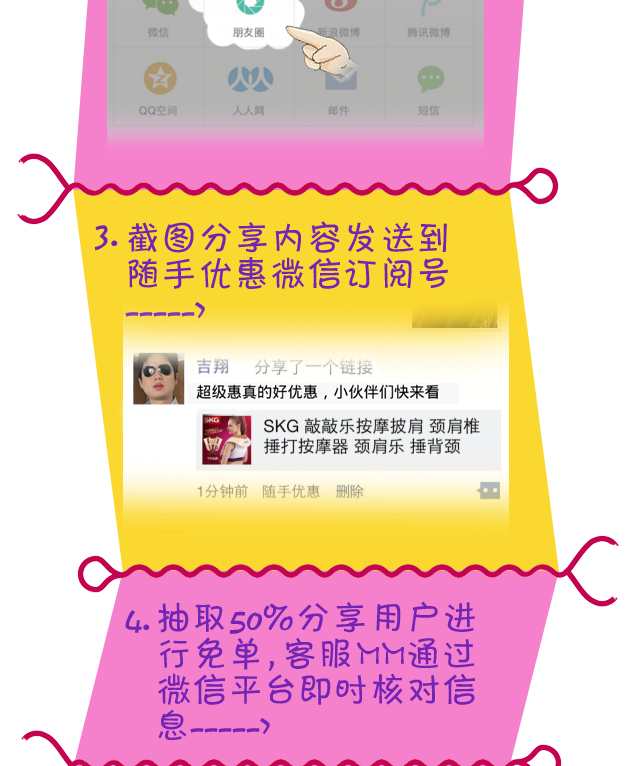 微信 朋友圈 新浪微博 腾讯微博
QQ空间 人人网 邮件 短信
3. 截图分享内容发送到
随手优惠微信订阅号
----->
吉翔 分享了一个链接
超级惠真的好优惠，小伙伴们快来看
SKG
SKG 敲敲乐按摩披肩 颈肩椎
捶打按摩器 颈肩乐 捶背颈
1分钟前 随手优惠 删除
4. 抽取50%分享用户进
行免单,客服MM通过
微信平台即时核对信
息----->